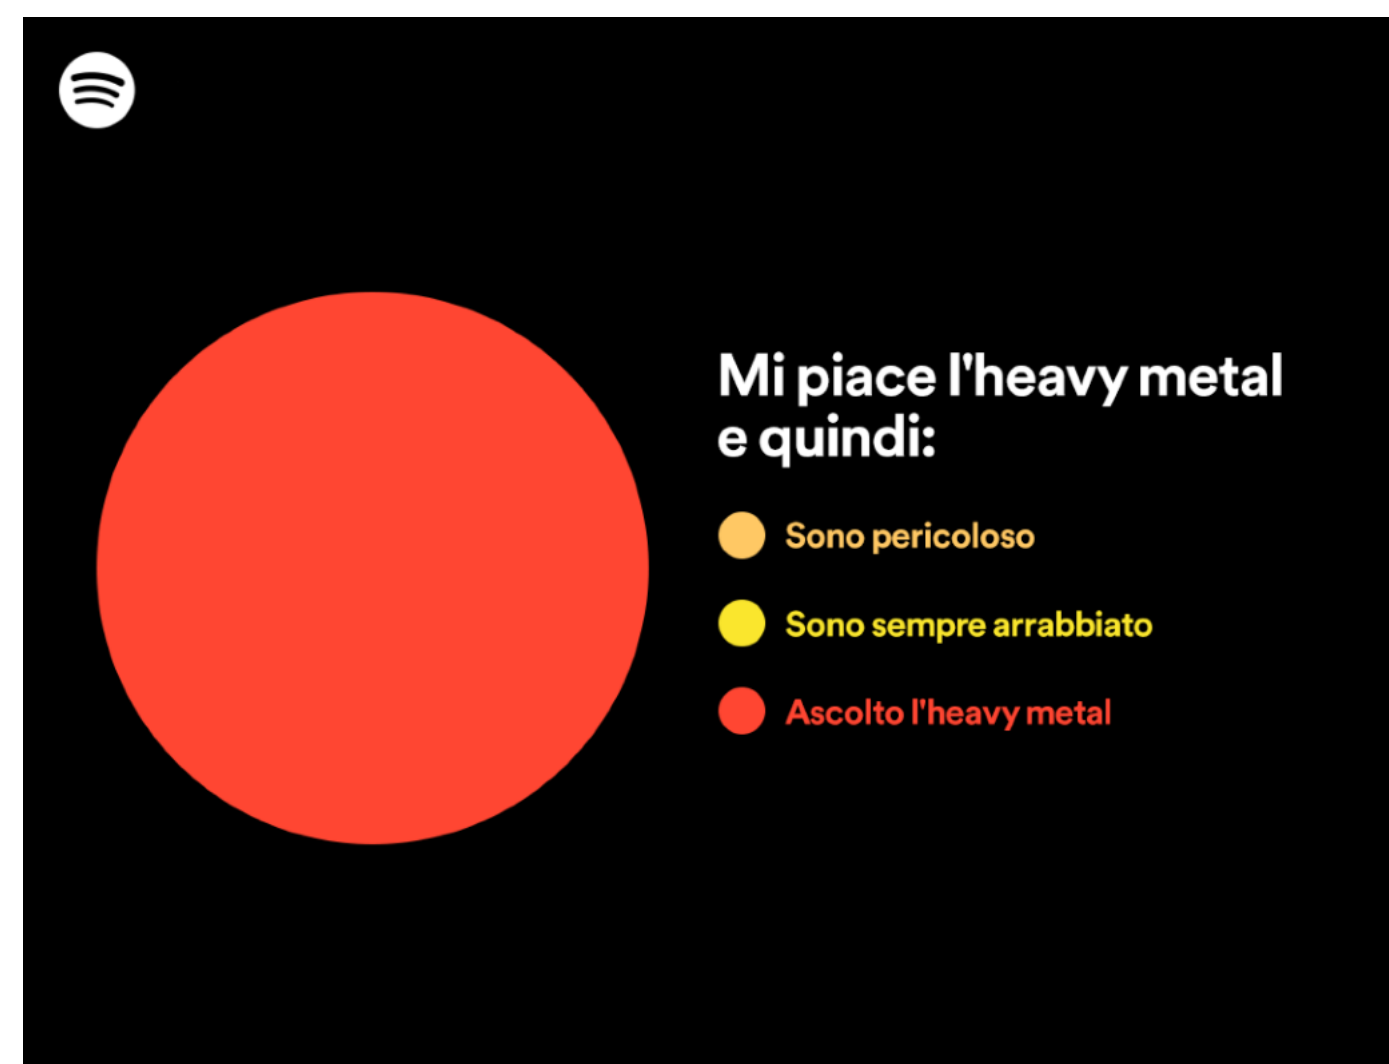 Mi piace l'heavy metal
e quindi:
Sono pericoloso
Sono sempre arrabbiato
Ascolto l'heavy metal